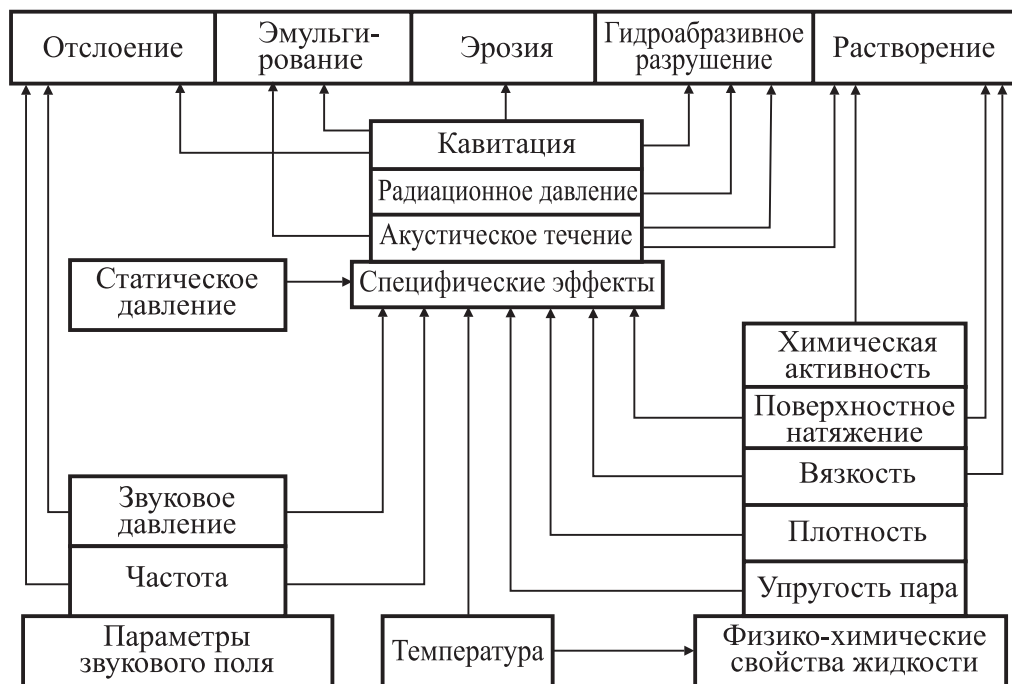 Отслоение
Эмульги-
рование
Эрозия
Гидроабразивное
разрушение
Растворение
Кавитация
Радиационное давление
Акустическое течение
Специфические эффекты
Статическое
давление
Химическая
активность
Поверхностное
натяжение
Вязкость
Плотность
Упругость пара
Звуковое
давление
Частота
Параметры
звукового поля
Температура
Физико-химические
свойства жидкости